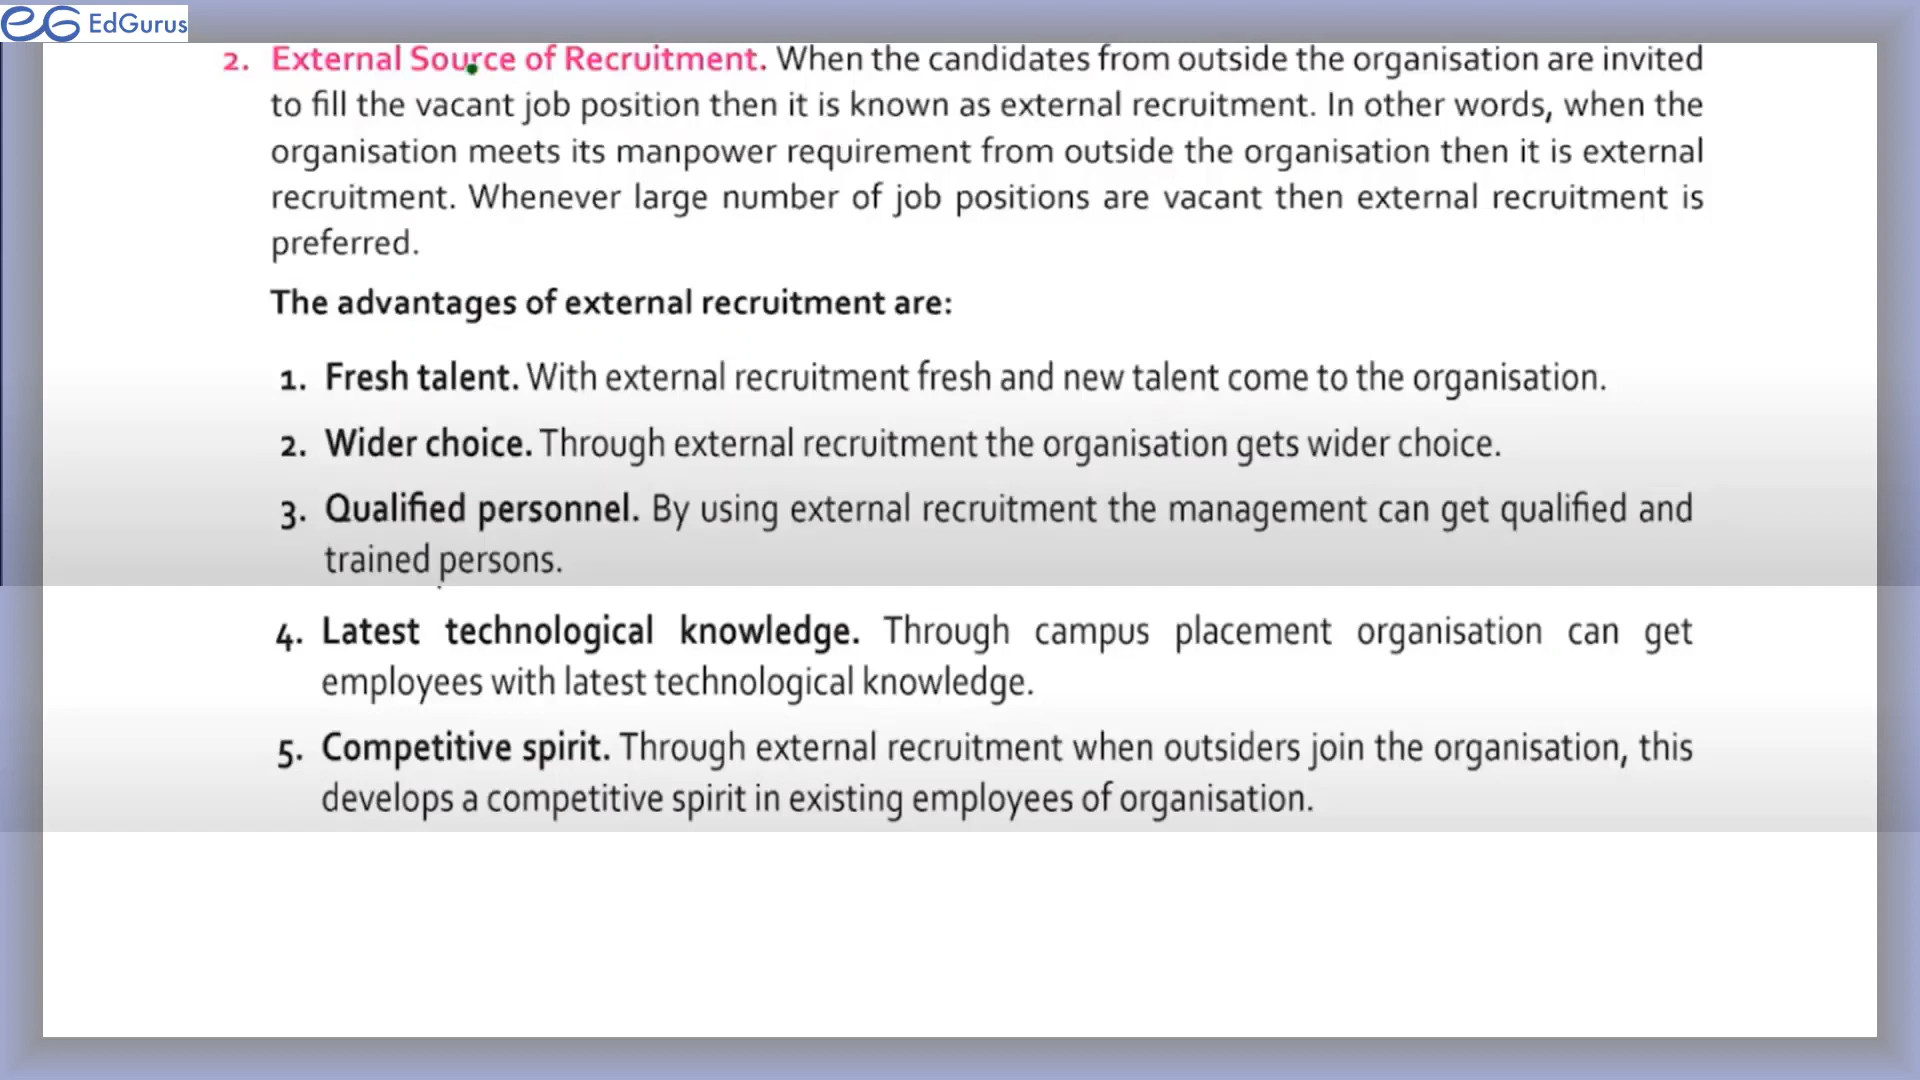 EdGurus
2. External Source of Recruitment. When the candidates from outside the organisation are invited
to fill the vacant job position then it is known as external recruitment. In other words, when the
organisation meets its manpower requirement from outside the organisation then it is external
recruitment. Whenever large number of job positions are vacant then external recruitment is
preferred.
The advantages of external recruitment are:
1. Fresh talent. With external recruitment fresh and new talent come to the organisation.
2. Wider choice. Through external recruitment the organisation gets wider choice.
3. Qualified personnel. By using external recruitment the management can get qualified and
trained persons.
4. Latest technological knowledge. Through campus placement organisation can get
employees with latest technological knowledge.
5. Competitive spirit. Through external recruitment when outsiders join the organisation, this
develops a competitive spirit in existing employees of organisation.